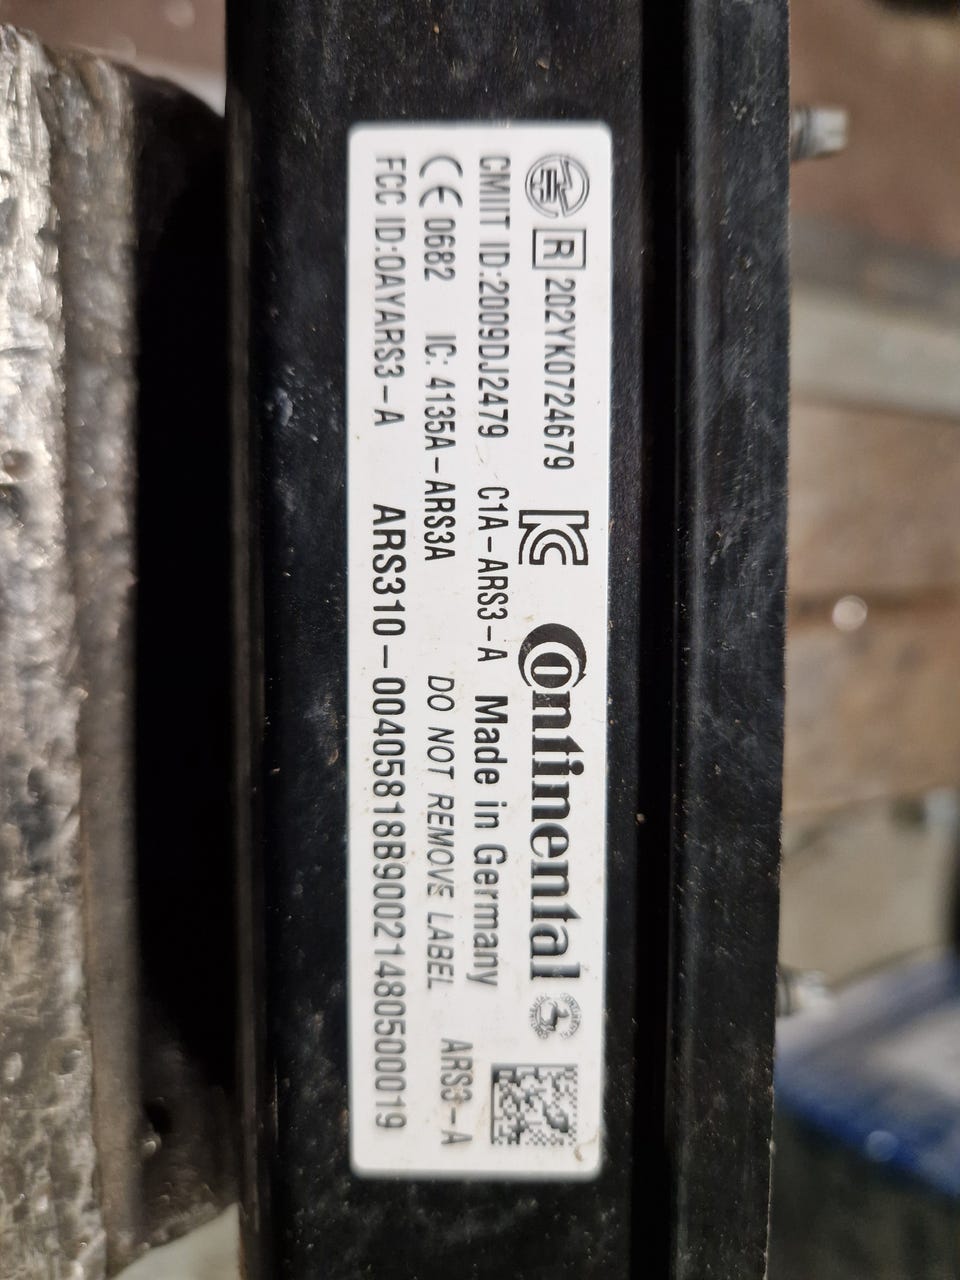 R 202YK0724679 Continental
CMIIT ID:2009DJ2479 C1A-ARS3-A Made in Germany
CE 0682 IC: 4135A-ARS3A DO NOT REMOVE LABEL ARS3-A
FCC ID:OAYARS3-A ARS310-00405818B90021480500019